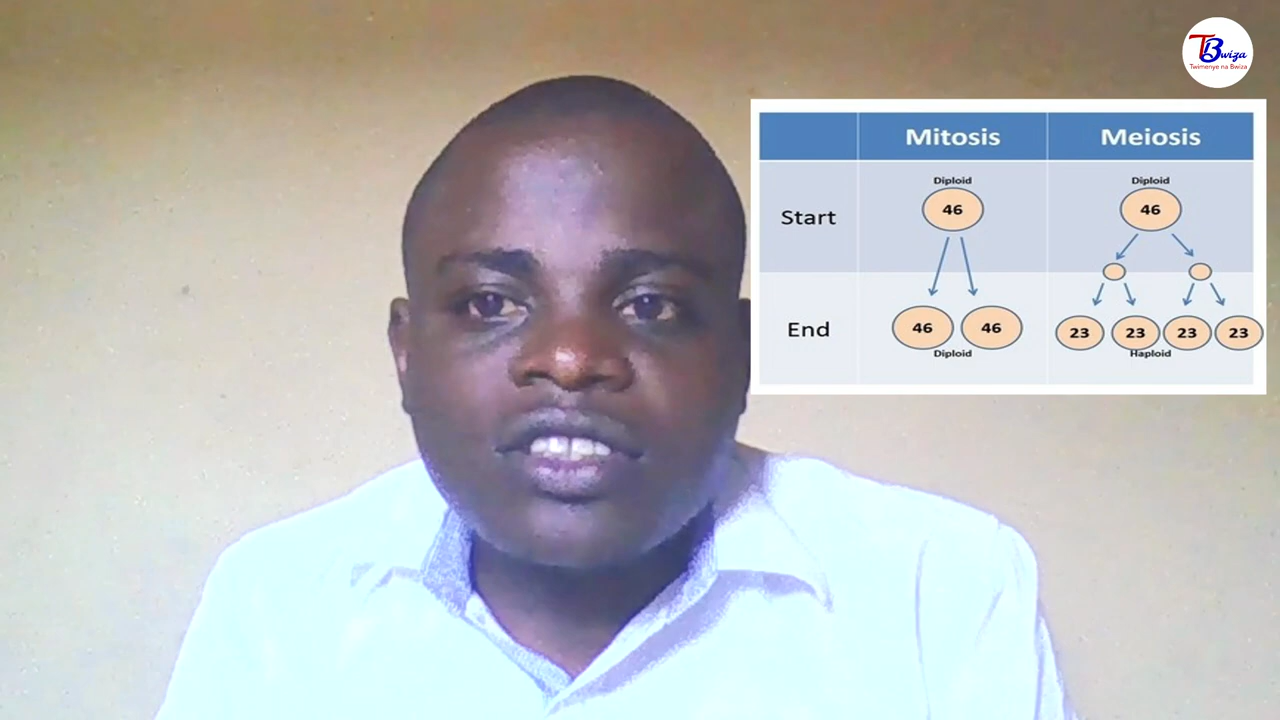 TBwiza
Twimenye na Bwiza
Mitosis Meiosis
Diploid Diploid
46 46
Start
End
46 46 23 23 23 23
Diploid Haploid